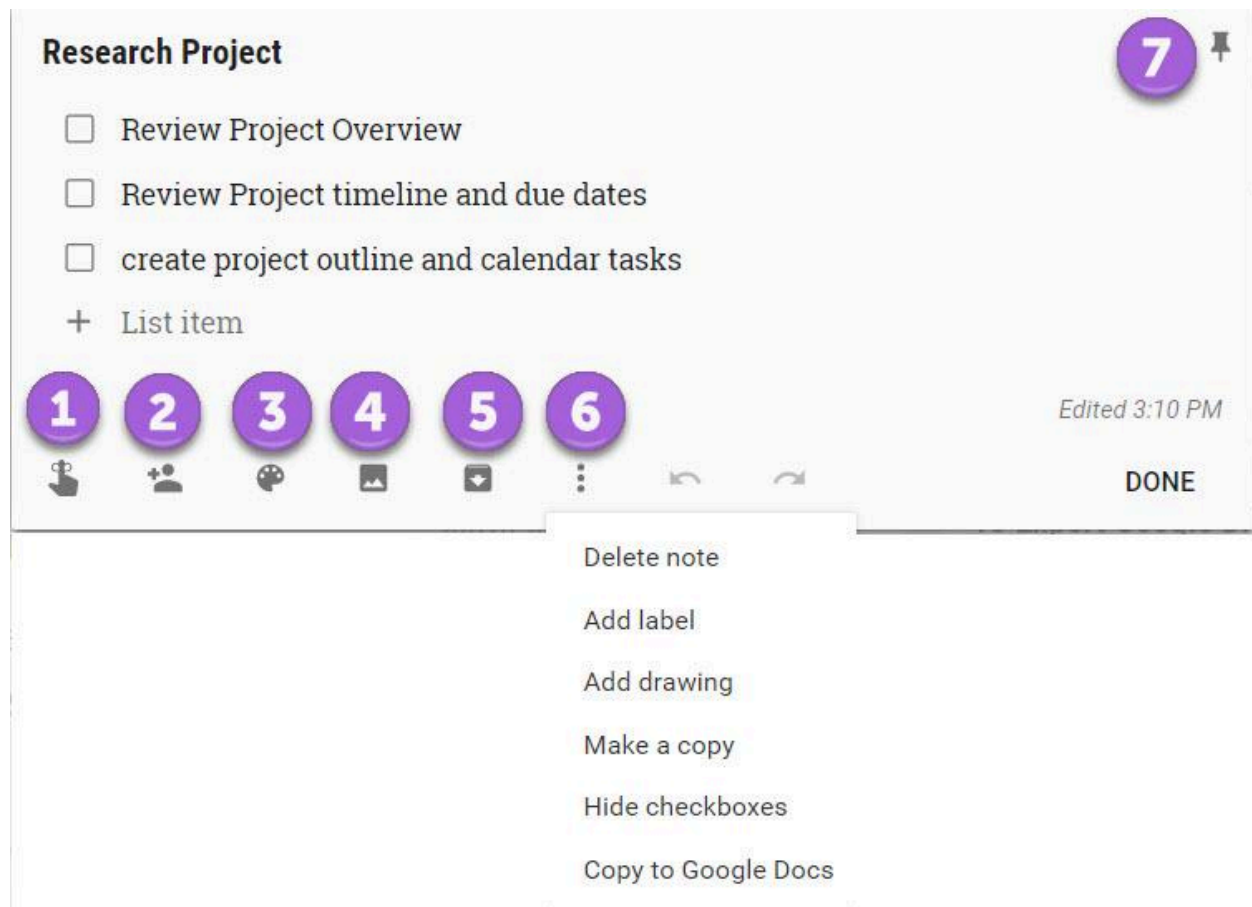 Research Project
7
Review Project Overview
Review Project timeline and due dates
create project outline and calendar tasks
+ List item
1 2 3 4 5 6
Edited 3:10 PM
DONE
Delete note
Add label
Add drawing
Make a copy
Hide checkboxes
Copy to Google Docs